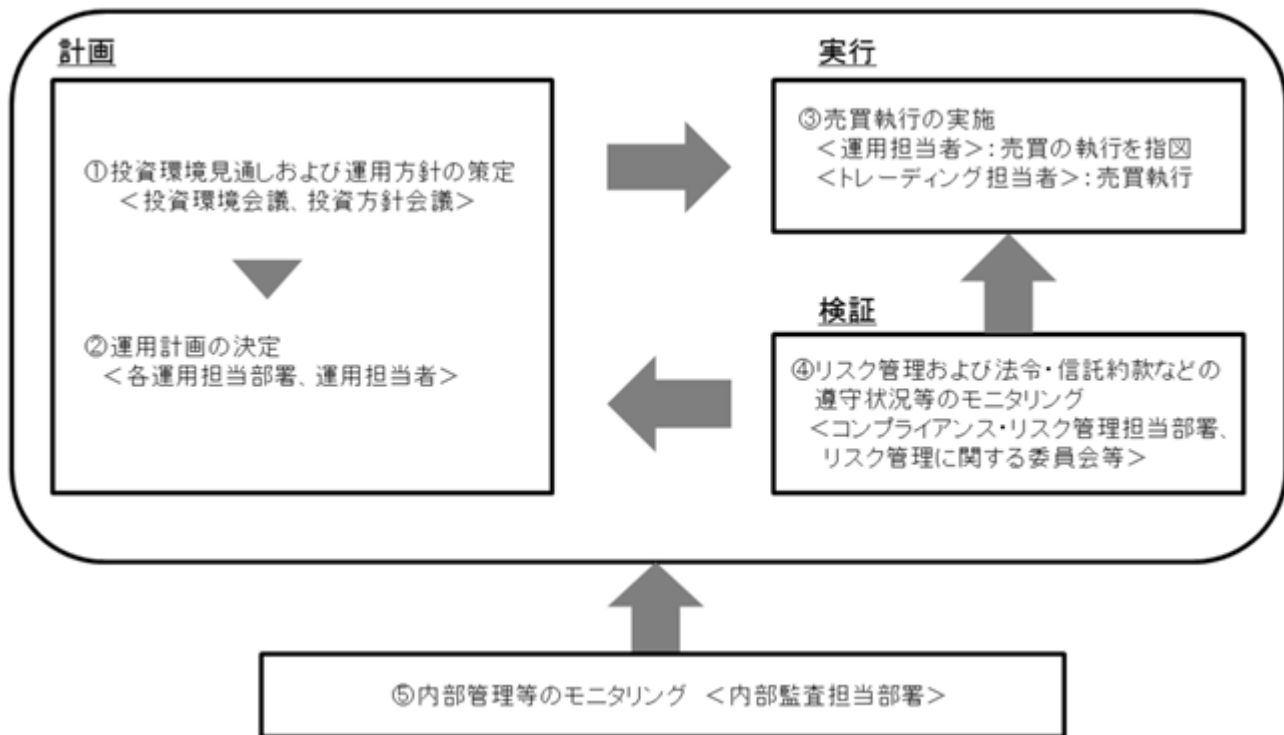 計画
①投資環境見通しおよび運用方針の策定
＜投資環境会議、投資方針会議＞
②運用計画の決定
＜各運用担当部署、運用担当者＞
実行
③売買執行の実施
＜運用担当者＞：売買の執行を指図
＜トレーディング担当者＞：売買執行
検証
④リスク管理および法令・信託約款などの
遵守状況等のモニタリング
＜コンプライアンス・リスク管理担当部署、
リスク管理に関する委員会等＞
⑤内部管理等のモニタリング ＜内部監査担当部署＞